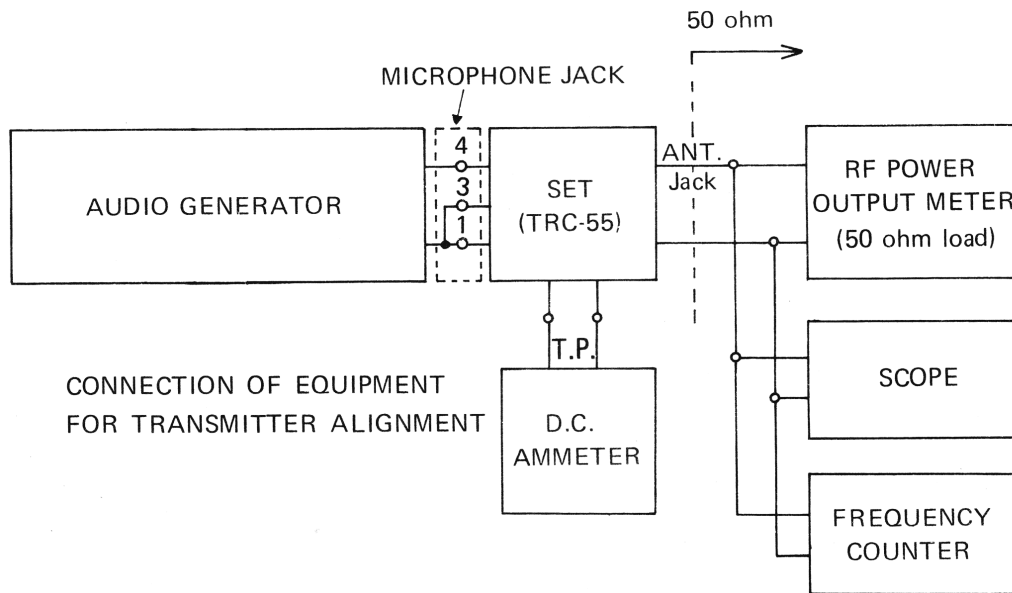 50 ohm
MICROPHONE JACK
AUDIO GENERATOR
4
3
1
SET
(TRC-55)
ANT.
Jack
RF POWER
OUTPUT METER
(50 ohm load)
T.P.
SCOPE
CONNECTION OF EQUIPMENT
FOR TRANSMITTER ALIGNMENT
D.C.
AMMETER
FREQUENCY
COUNTER